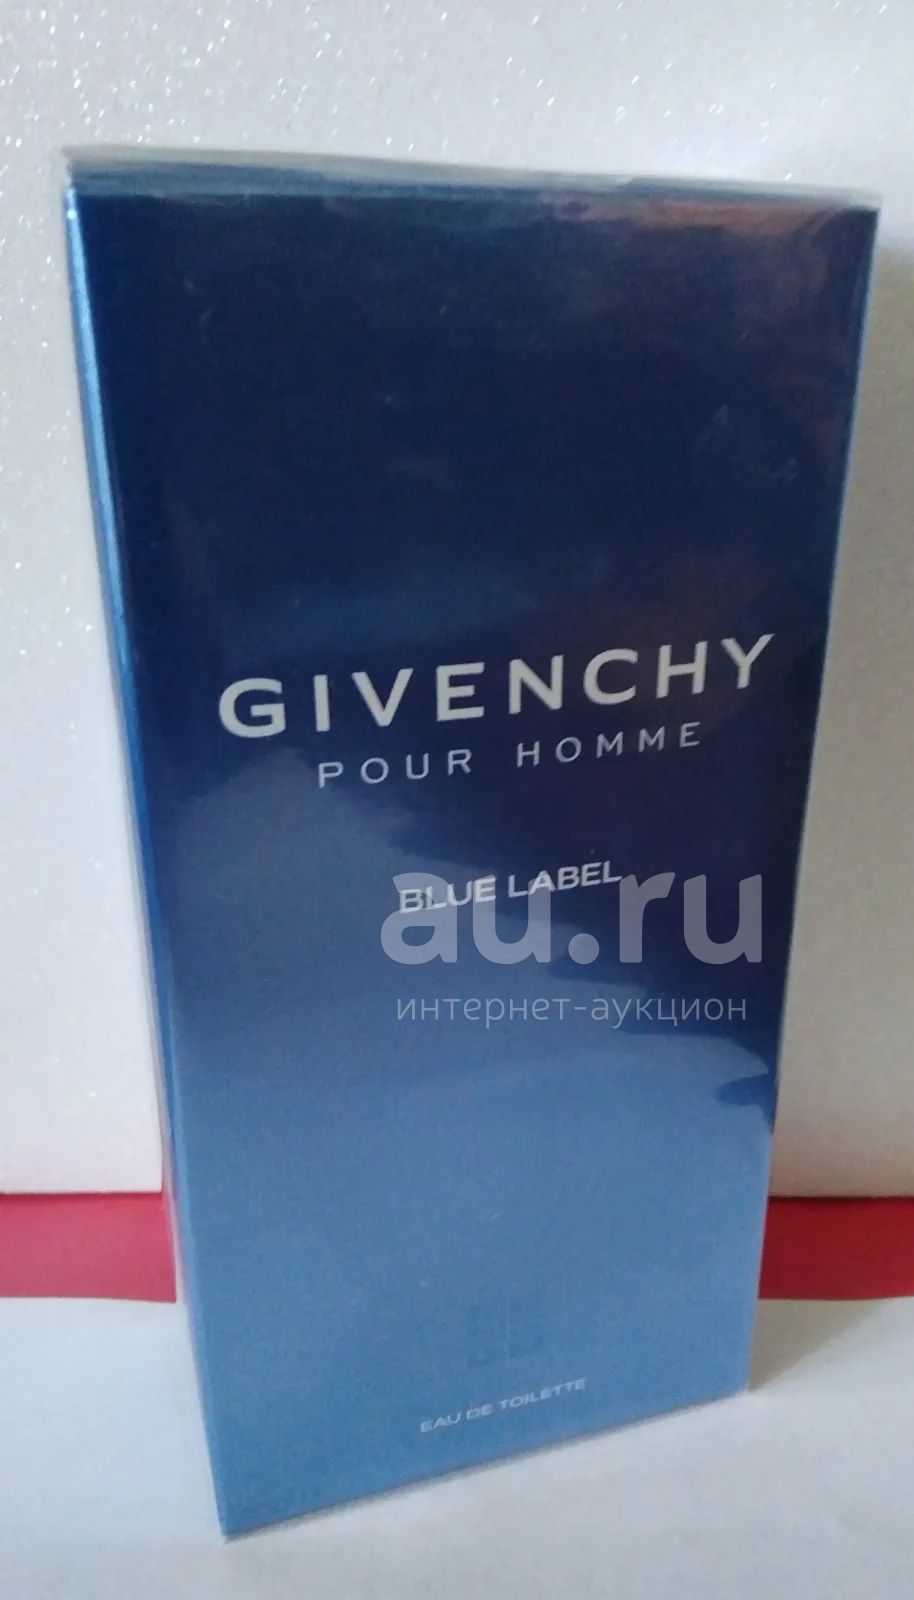 GIVENCHY
POUR HOMME
BLUE LABEL
au.ru
интернет-аукцион
EAU DE TOILETTE